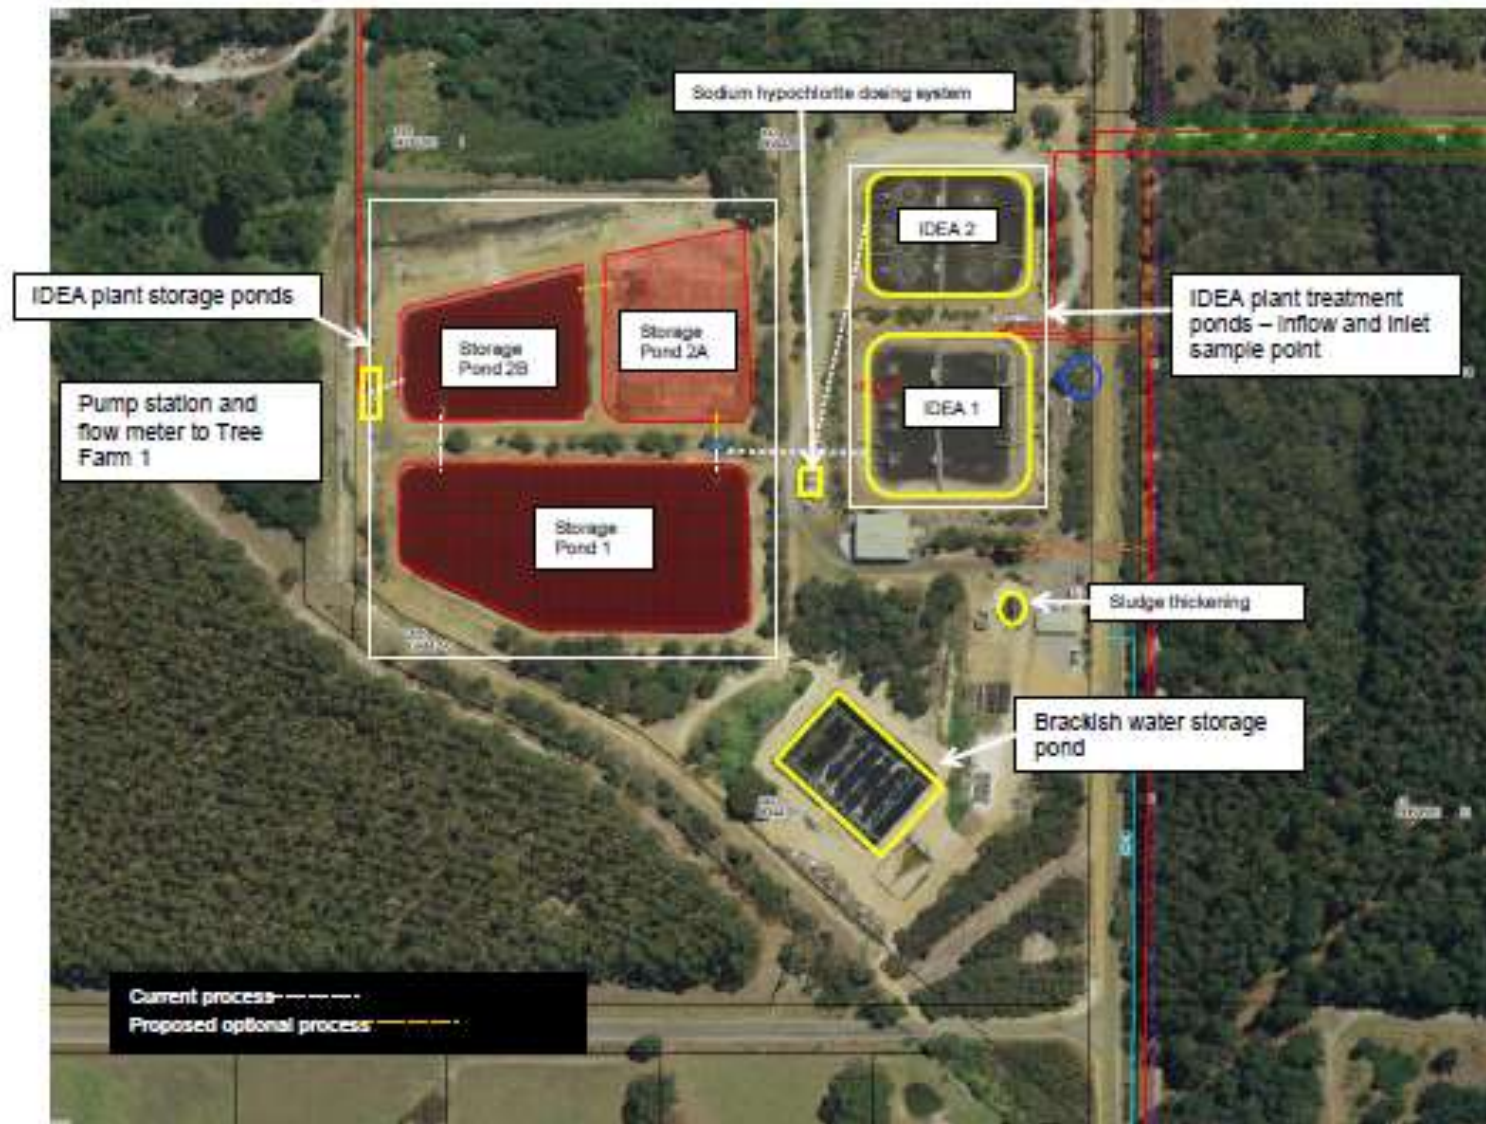 Sodium hypochlorite dosing system
IDEA 2
IDEA plant storage ponds
IDEA plant treatment
ponds – Inflow and Inlet
sample point
Storage
Pond 2A
Storage
Pond 2B
Pump station and
flow meter to Tree
Farm 1
IDEA 1
Storage
Pond 1
Sludge thickening
Brackish water storage
pond
Current process
Proposed optional process